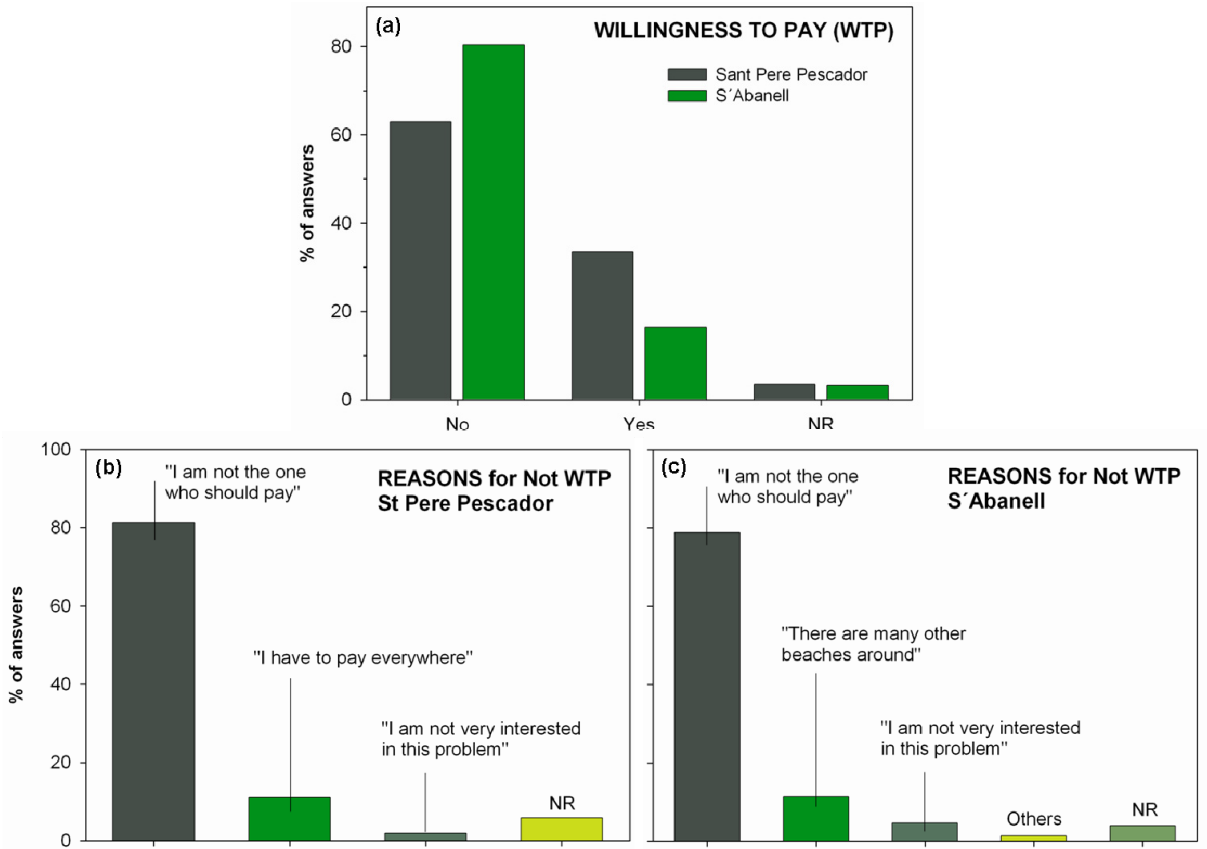 (a)
WILLINGNESS TO PAY (WTP)
Sant Pere Pescador
S´Abanell
% of answers
80
60
40
20
0
No
Yes
NR
(b)
REASONS for Not WTP
St Pere Pescador
"I am not the one
who should pay"
"I have to pay everywhere"
"I am not very interested
in this problem"
NR
% of answers
100
80
60
40
20
0
(c)
REASONS for Not WTP
S´Abanell
"I am not the one
who should pay"
"There are many other
beaches around"
"I am not very interested
in this problem"
Others
NR